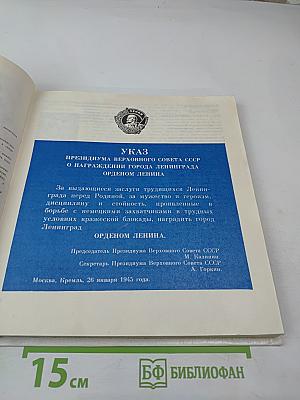 УКАЗ
ПРЕЗИДИУМА ВЕРХОВНОГО СОВЕТА СССР
О НАГРАЖДЕНИИ ГОРОДА ЛЕНИНГРАДА
ОРДЕНОМ ЛЕНИНА
За выдающиеся заслуги трудящихся Ленин-
града перед Родиной, за мужество и героизм,
дисциплину и стойкость, проявленные в
борьбе с немецкими захватчиками в трудных
условиях вражеской блокады, наградить город
Ленинград
ОРДЕНОМ ЛЕНИНА.
Председатель Президиума Верховного Совета СССР
М. Калинин.
Секретарь Президиума Верховного Совета СССР
А. Горкин.
Москва, Кремль, 26 января 1945 года.
15 см
БФ БИБЛИОФАН